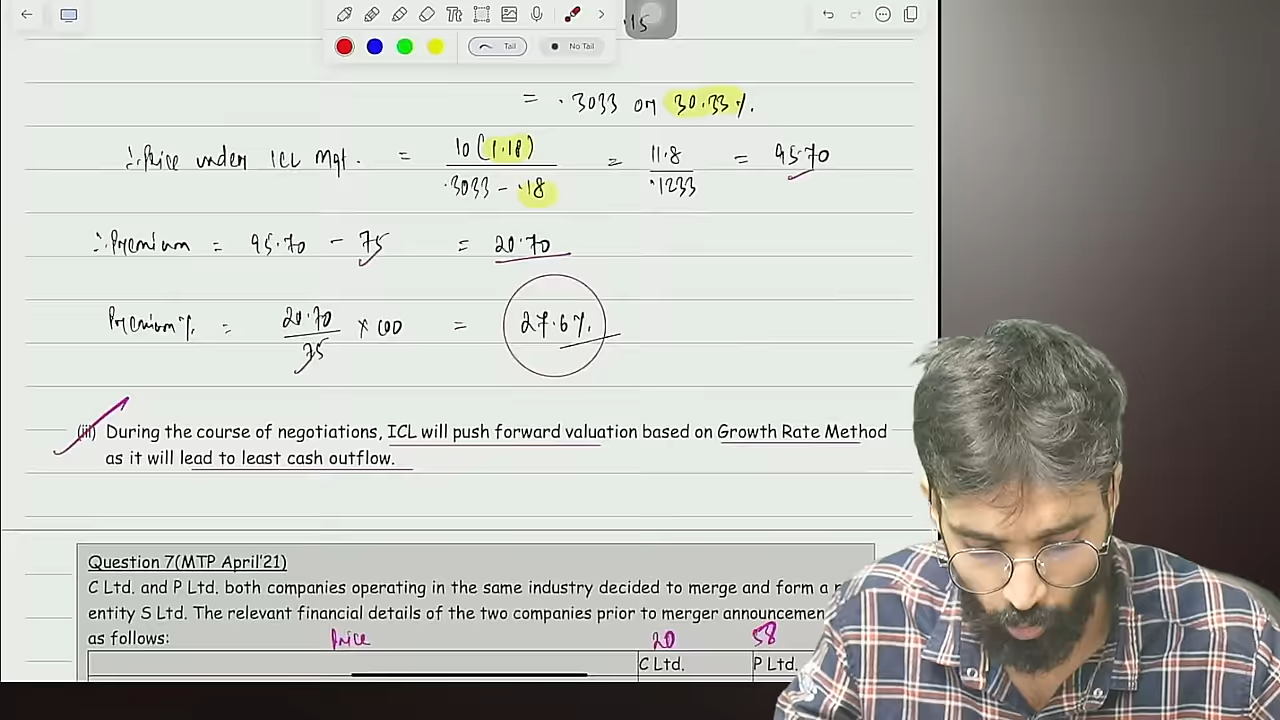 Tt
Tail
No Tail
.15
= .3033 or 30.33%.
∴ Price under ICL Mgt. = 10(1.18) / .3033 - .18 = 11.8 / .1233 = 95.70
∴ Premium = 95.70 - 75 = 20.70
Premium% = 20.70 / 75 × 100 = 27.6%.
(iii) During the course of negotiations, ICL will push forward valuation based on Growth Rate Method
as it will lead to least cash outflow.
Question 7(MTP April'21)
C Ltd. and P Ltd. both companies operating in the same industry decided to merge and form a
entity S Ltd. The relevant financial details of the two companies prior to merger announcemen
as follows: Price 20 58
C Ltd. P Ltd.